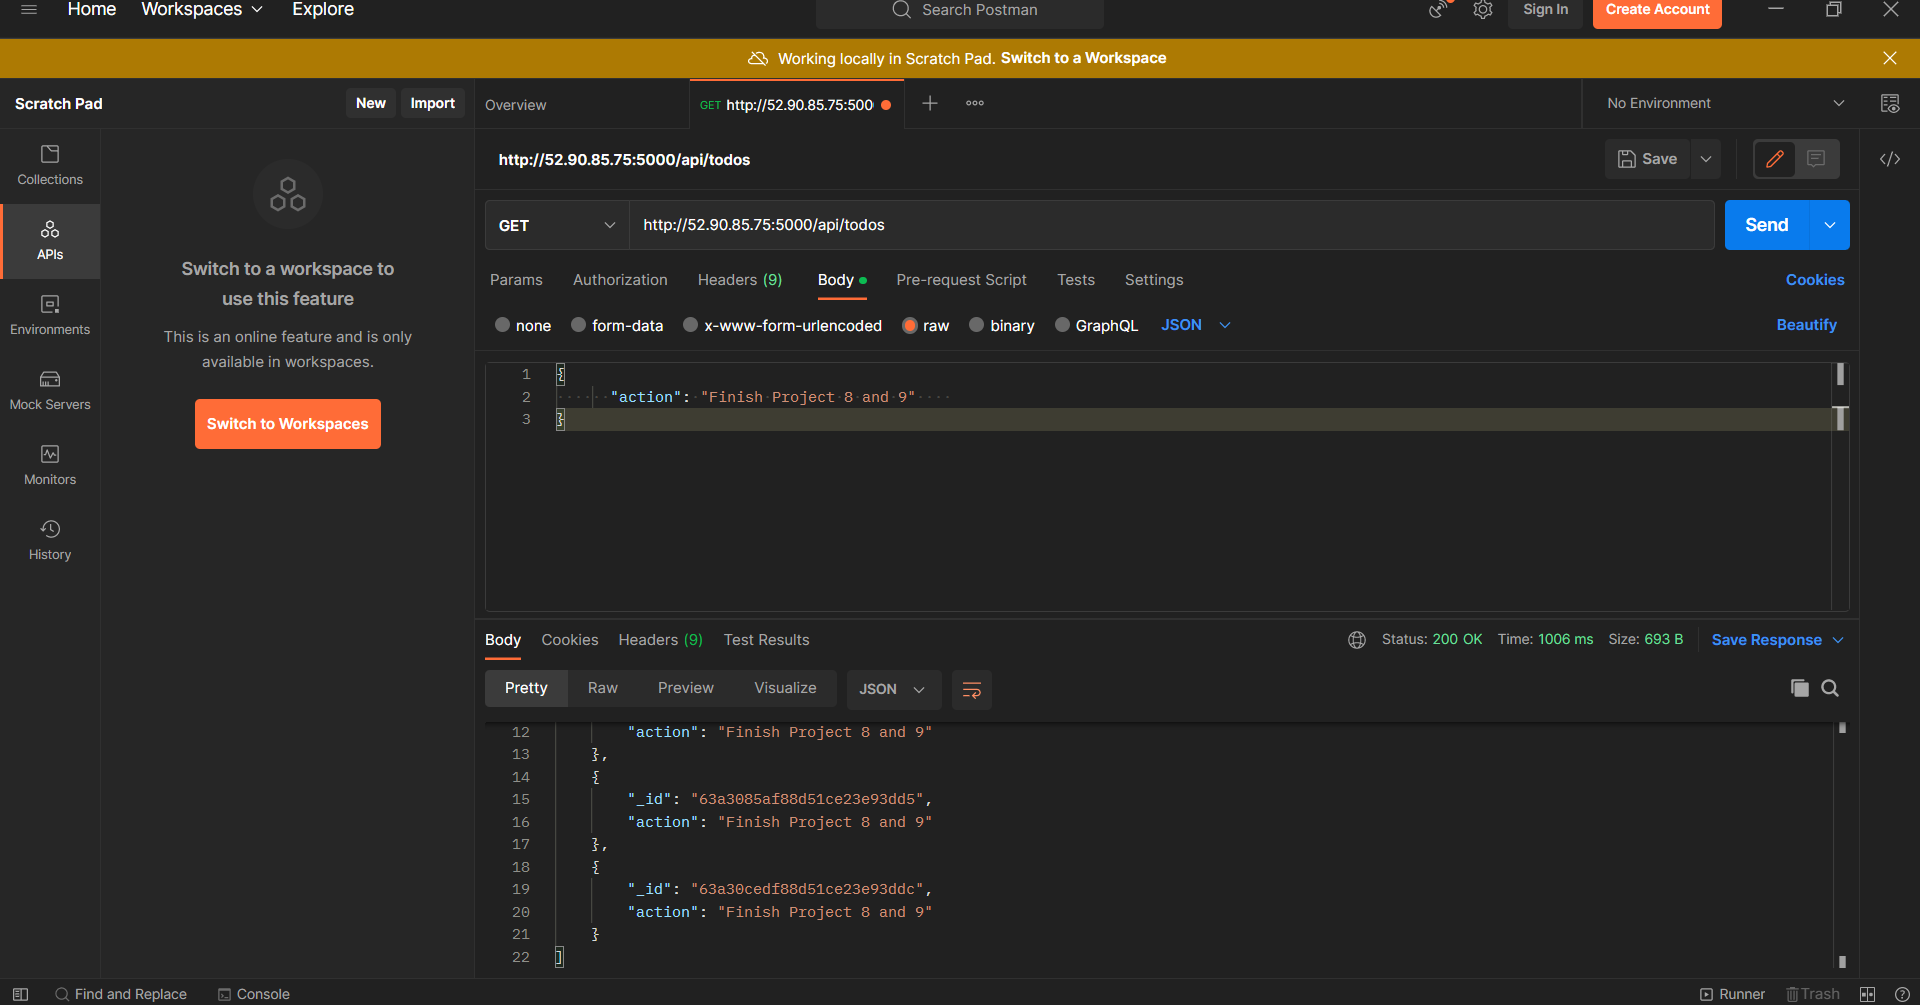 Home Workspaces Explore Search Postman Sign In Create Account
Working locally in Scratch Pad. Switch to a Workspace
Scratch Pad New Import Overview GET http://52.90.85.75:500 No Environment
Collections
APIs
Environments
Mock Servers
Monitors
History
Switch to a workspace to
use this feature
This is an online feature and is only
available in workspaces.
Switch to Workspaces
http://52.90.85.75:5000/api/todos Save
GET http://52.90.85.75:5000/api/todos Send
Params Authorization Headers (9) Body Pre-request Script Tests Settings Cookies
none form-data x-www-form-urlencoded raw binary GraphQL JSON Beautify
1 {
2 "action": "Finish Project 8 and 9"
3 }
Body Cookies Headers (9) Test Results Status: 200 OK Time: 1006 ms Size: 693 B Save Response
Pretty Raw Preview Visualize JSON
12 "action": "Finish Project 8 and 9"
13 },
14 {
15 "_id": "63a3085af88d51ce23e93dd5",
16 "action": "Finish Project 8 and 9"
17 },
18 {
19 "_id": "63a30cedf88d51ce23e93ddc",
20 "action": "Finish Project 8 and 9"
21 }
22 ]
Find and Replace Console Runner Trash